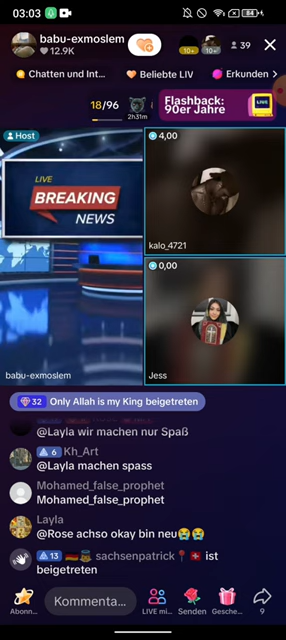 03:03
84
babu-exmoslem
12.9K
10+
10+
39
Chatten und Int...
Beliebte LIV
Erkunden
18/96
2h31m
Flashback:
90er Jahre
LIVE
Host
LIVE
BREAKING
NEWS
babu-exmoslem
4,00
kalo_4721
0,00
Jess
32 Only Allah is my King beigetreten
@Layla wir machen nur Spaß
6 Kh_Art
@Layla machen spass
Mohamed_false_prophet
Mohamed_false_prophet
Layla
@Rose achso okay bin neu😭😭
13 🇩🇪 sachsenpatrick📍🇨🇭 ist
beigetreten
Abonn...
Kommenta...
LIVE mi...
Senden
Gesche...
9